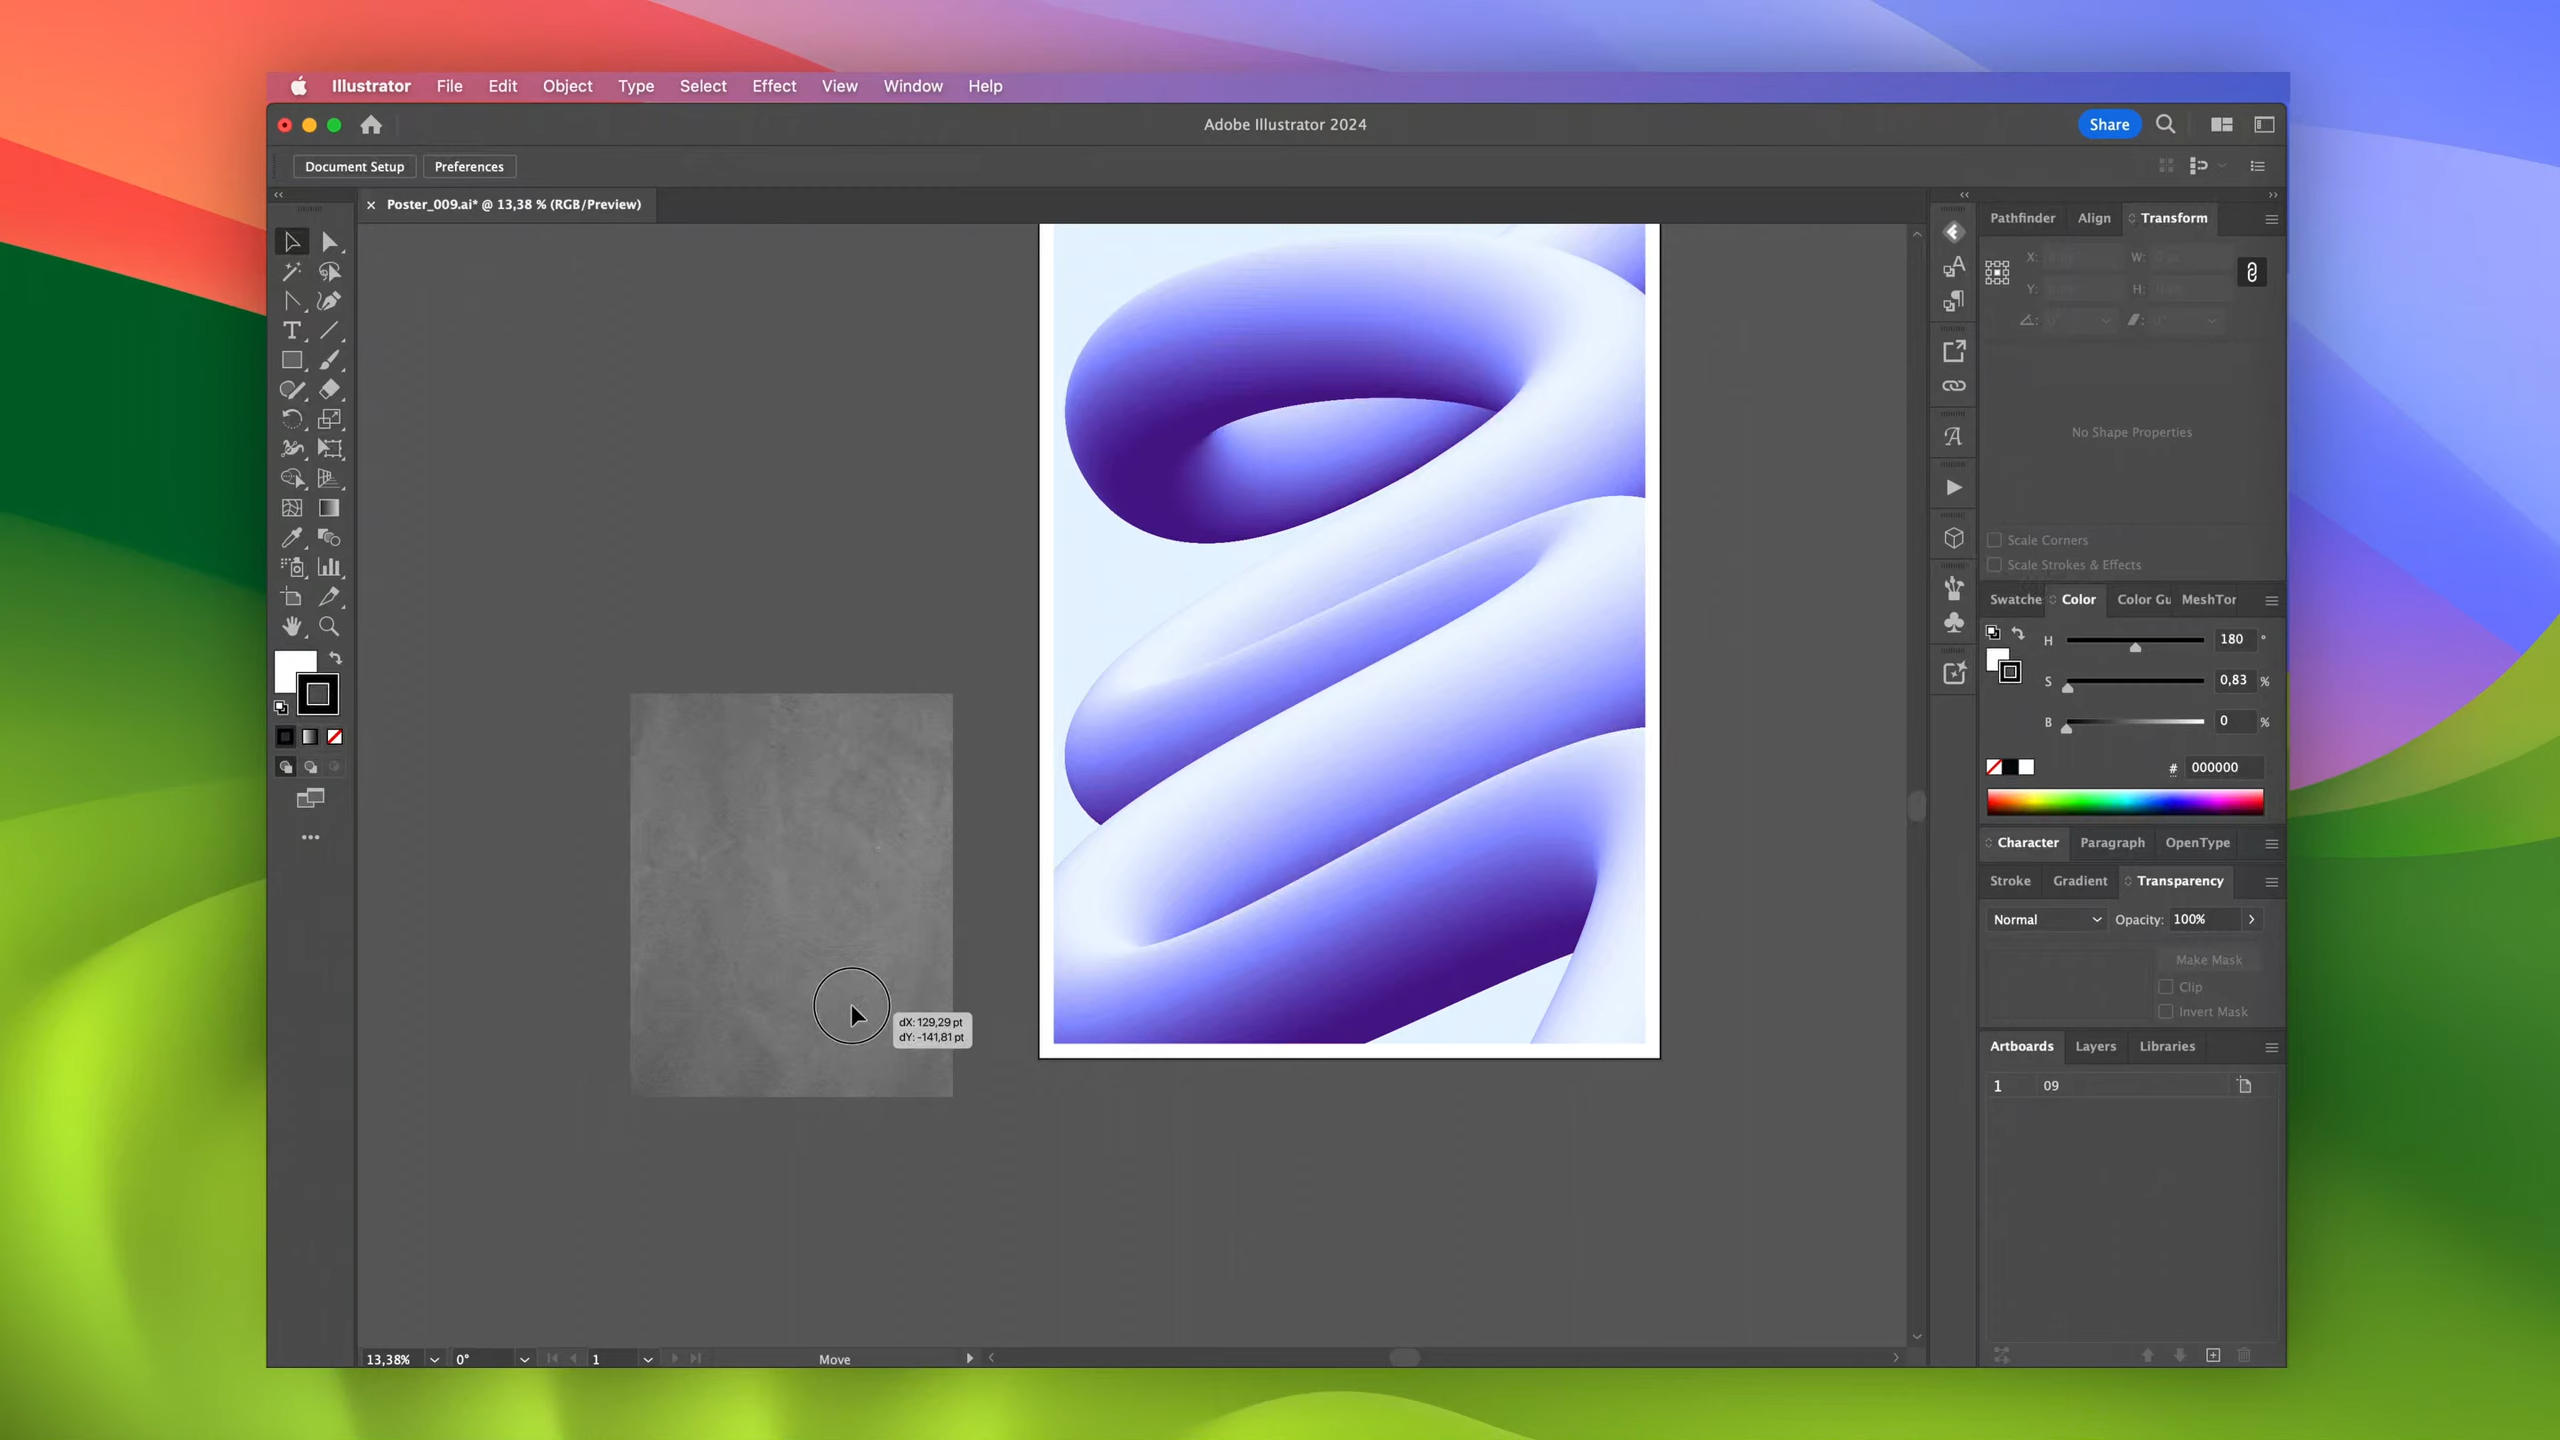 Illustrator File Edit Object Type Select Effect View Window Help
Adobe Illustrator 2024
Share
Document Setup Preferences
Poster_009.ai* @ 13,38 % (RGB/Preview)
Pathfinder Align Transform
X: W:
Y: H:
No Shape Properties
Scale Corners
Scale Strokes & Effects
Swatche Color Color Gu MeshTor
H 180 °
S 0,83 %
B 0 %
# 000000
Character Paragraph OpenType
Stroke Gradient Transparency
Normal Opacity: 100%
Make Mask
Clip
Invert Mask
dX: 129,29 pt
dY: -141,81 pt
Artboards Layers Libraries
1 09
13,38% 0° 1 Move